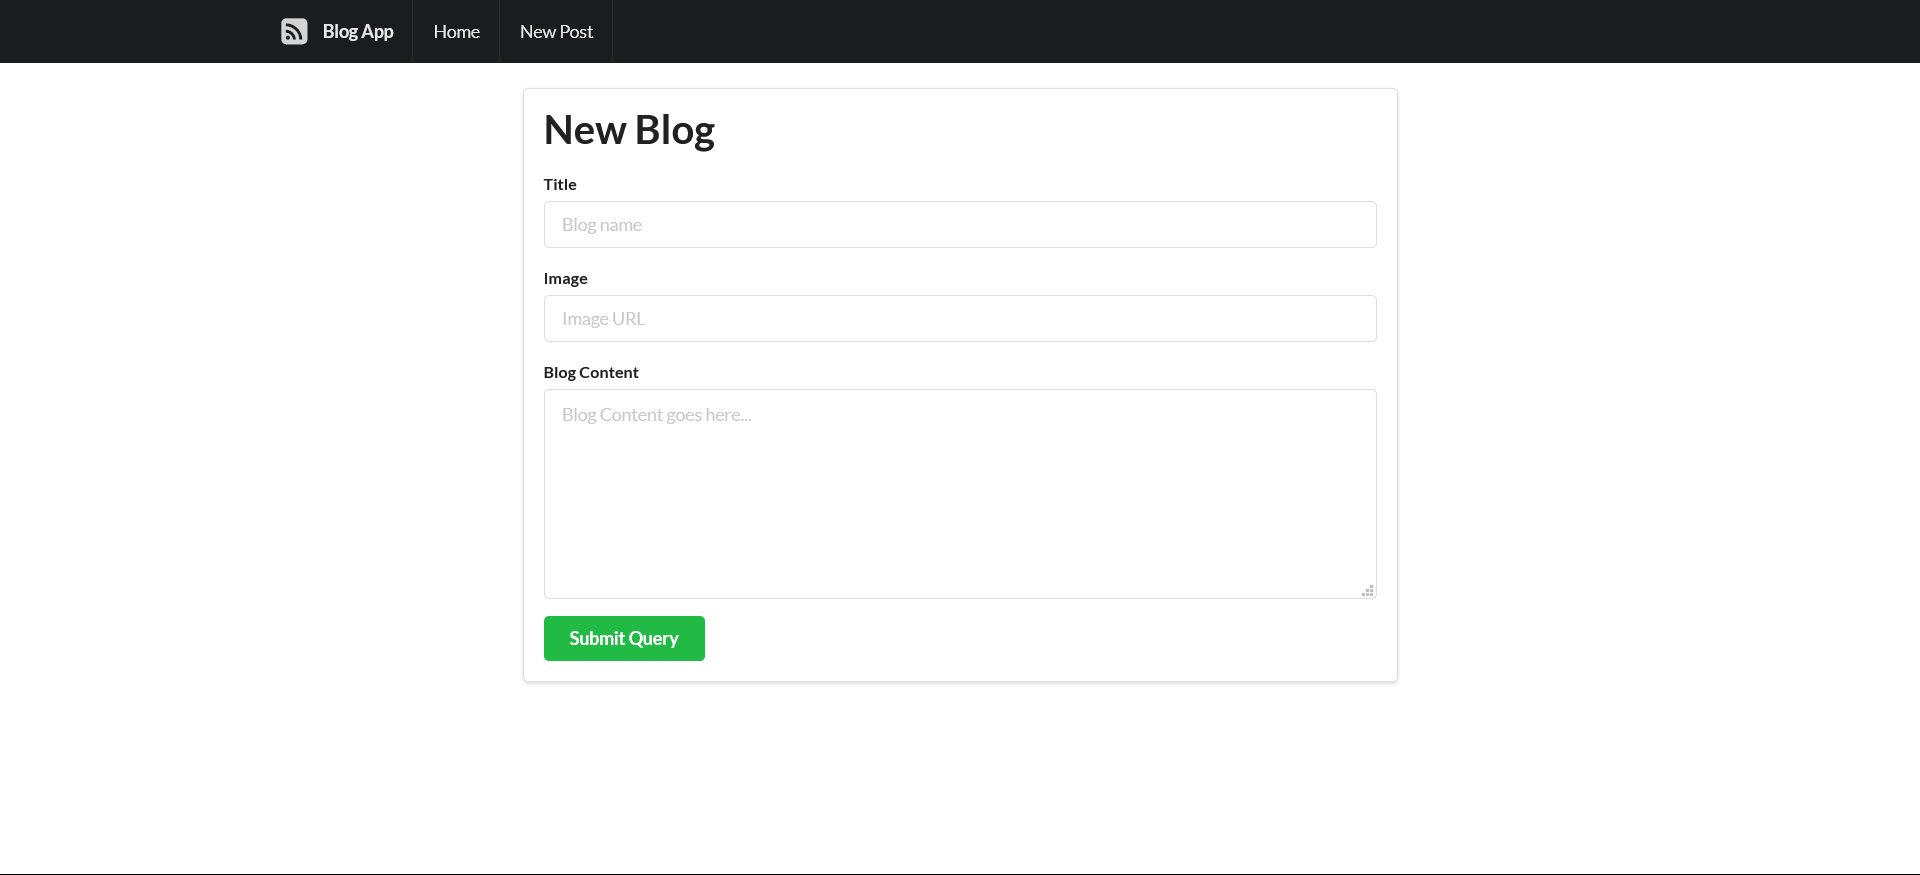 Blog App Home New Post
New Blog
Title
Blog name
Image
Image URL
Blog Content
Blog Content goes here...
Submit Query